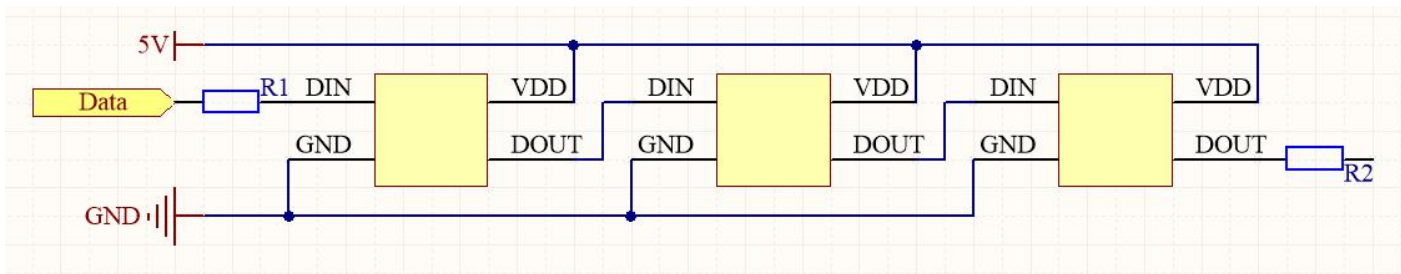 5V
R1 DIN VDD DIN VDD DIN VDD
Data
GND DOUT GND DOUT GND DOUT
R2
GND